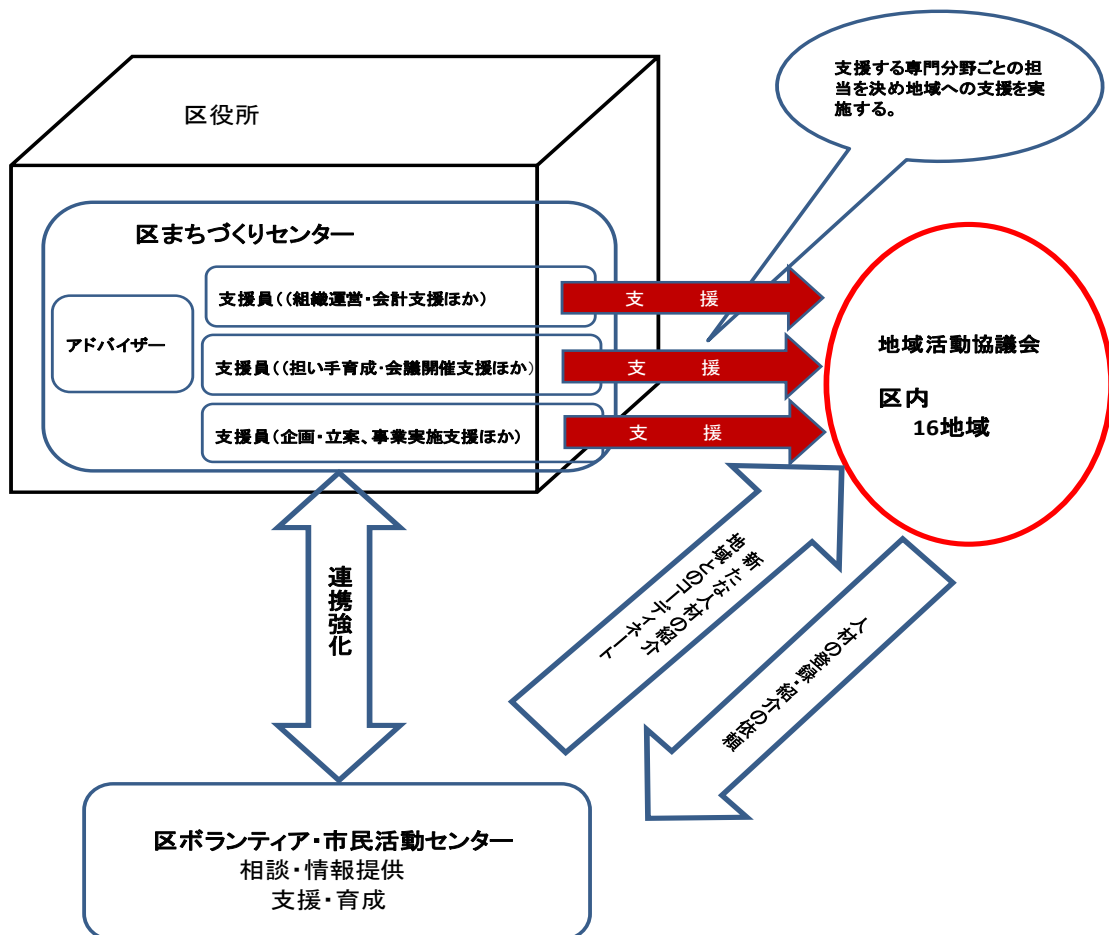 支援する専門分野ごとの担
当を決め地域への支援を実
施する。
区役所
区まちづくりセンター
アドバイザー
支援員((組織運営・会計支援ほか)
支援員((担い手育成・会議開催支援ほか)
支援員(企画・立案、事業実施支援ほか)
支　　援
支　　援
支　　援
地域活動協議会
区内
16地域
連携強化
新たな人材の紹介
地域とのコーディネート
人材の登録・紹介の依頼
区ボランティア・市民活動センター
相談・情報提供
支援・育成